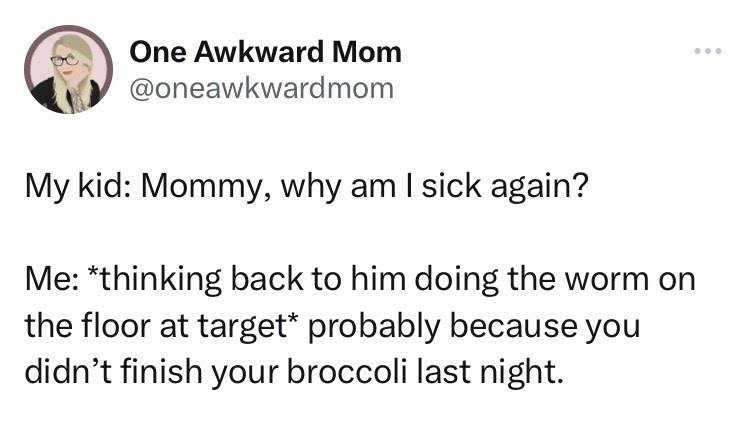 One Awkward Mom
@oneawkwardmom
My kid: Mommy, why am I sick again?
Me: *thinking back to him doing the worm on
the floor at target* probably because you
didn’t finish your broccoli last night.